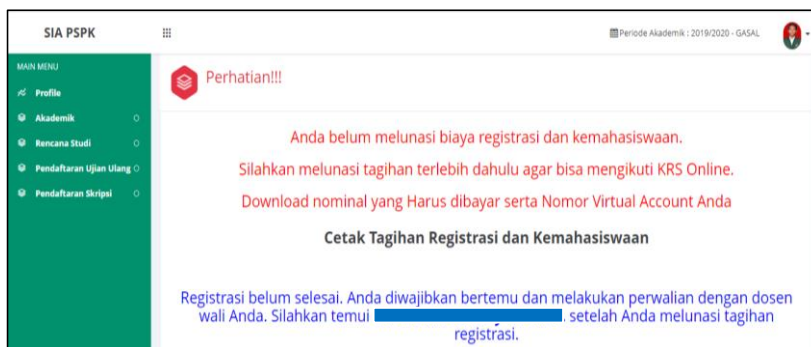 SIA PSPK
Periode Akademik : 2019/2020 - GASAL
MAIN MENU
Profile
Akademik
Rencana Studi
Pendaftaran Ujian Ulang
Pendaftaran Skripsi
Perhatian!!!
Anda belum melunasi biaya registrasi dan kemahasiswaan.
Silahkan melunasi tagihan terlebih dahulu agar bisa mengikuti KRS Online.
Download nominal yang Harus dibayar serta Nomor Virtual Account Anda
Cetak Tagihan Registrasi dan Kemahasiswaan
Registrasi belum selesai. Anda diwajibkan bertemu dan melakukan perwalian dengan dosen
wali Anda. Silahkan temui . setelah Anda melunasi tagihan
registrasi.